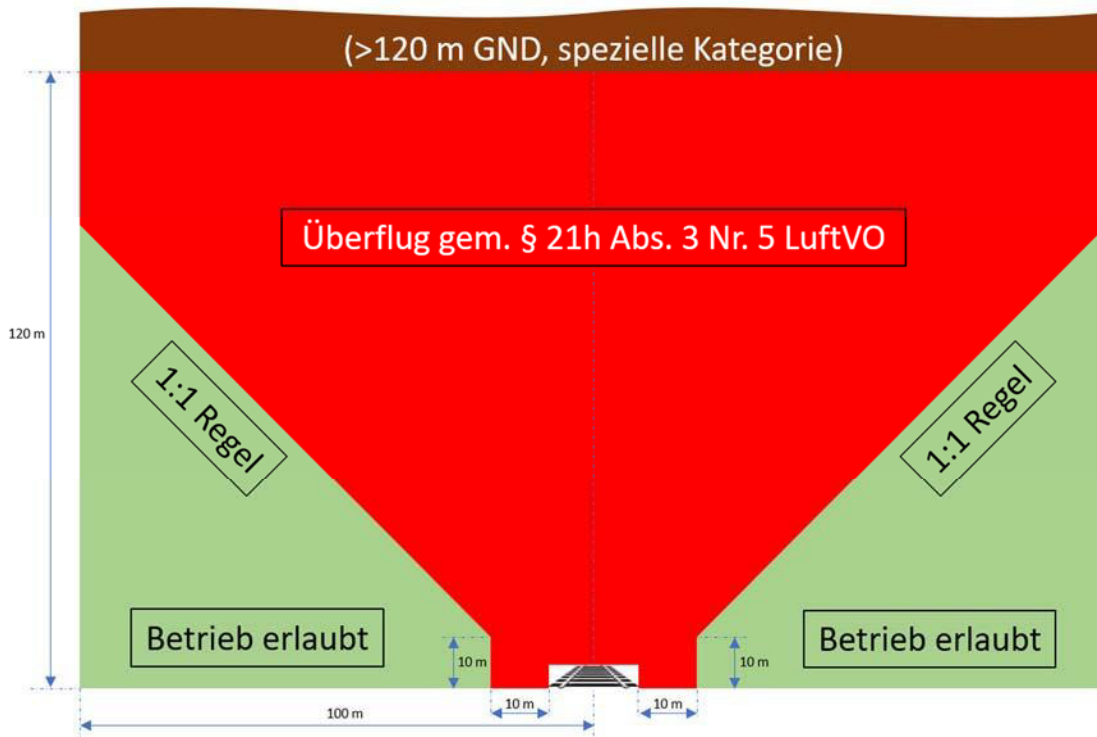 (>120 m GND, spezielle Kategorie)
Überflug gem. § 21h Abs. 3 Nr. 5 LuftVO
120 m
1:1 Regel
1:1 Regel
Betrieb erlaubt
10 m
10 m
Betrieb erlaubt
10 m
10 m
100 m